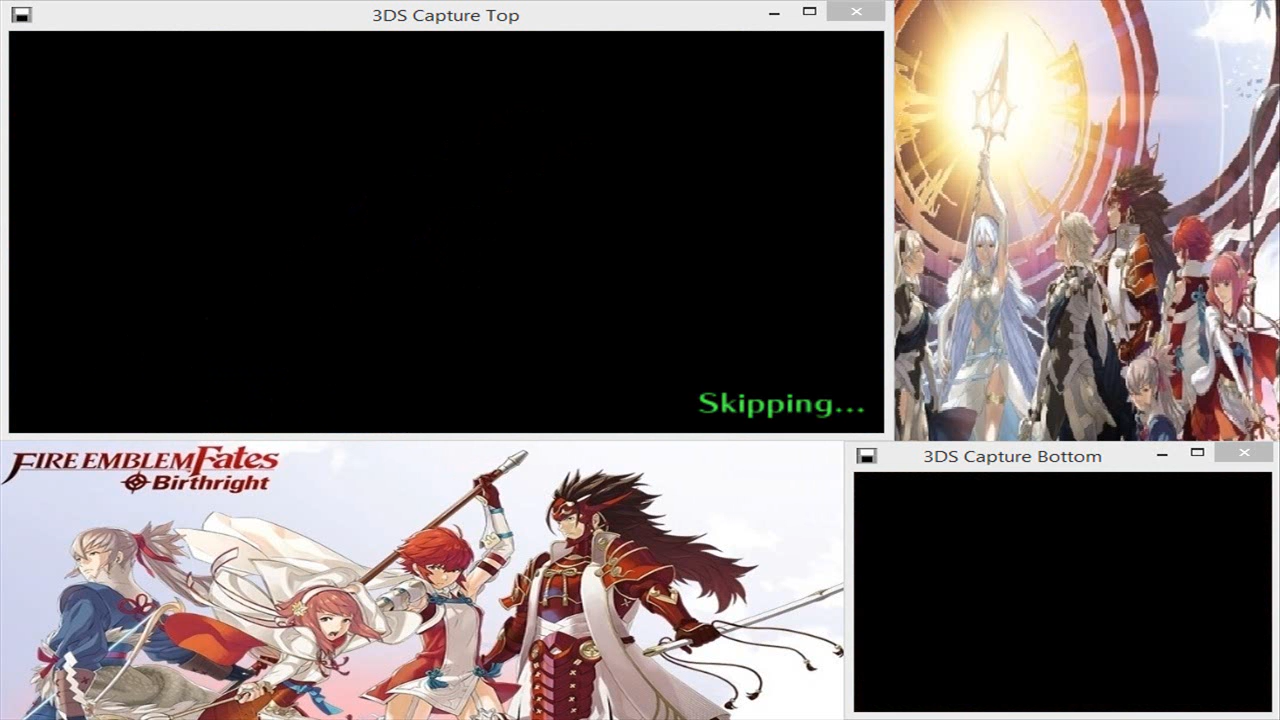 3DS Capture Top
Skipping...
FIRE EMBLEM Fates
Birthright
3DS Capture Bottom